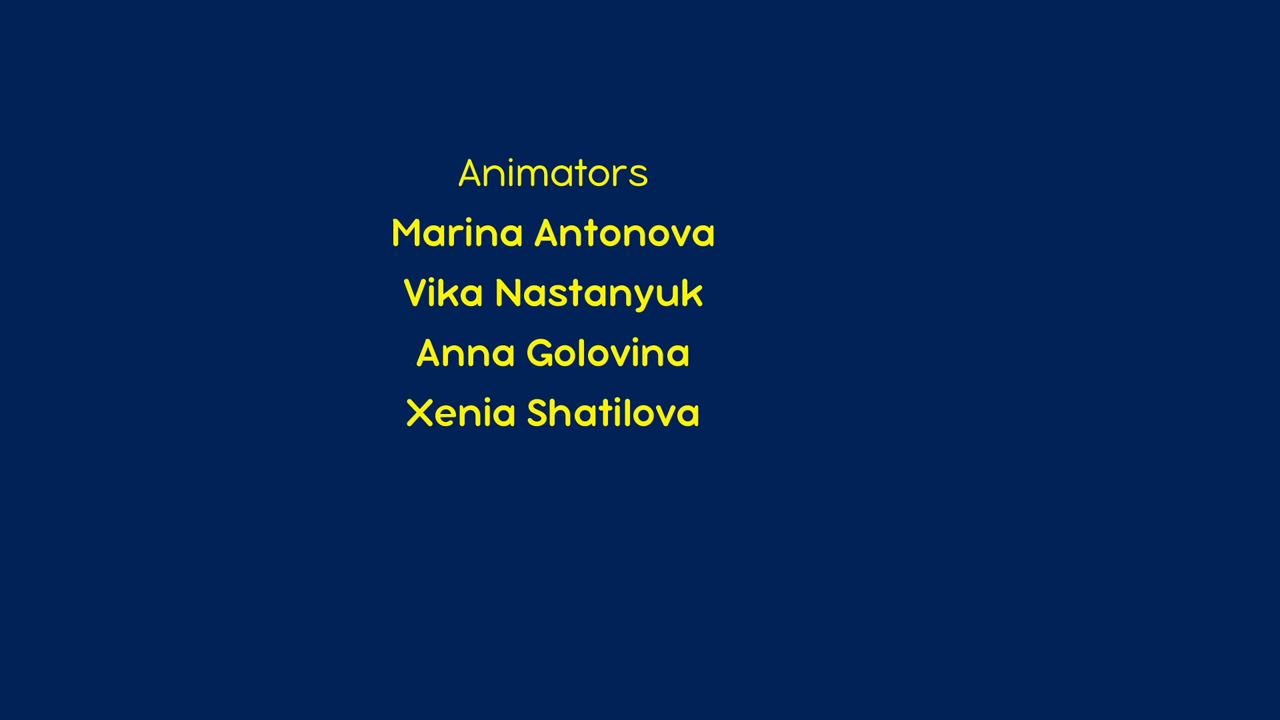 Animators
Marina Antonova
Vika Nastanyuk
Anna Golovina
Xenia Shatilova